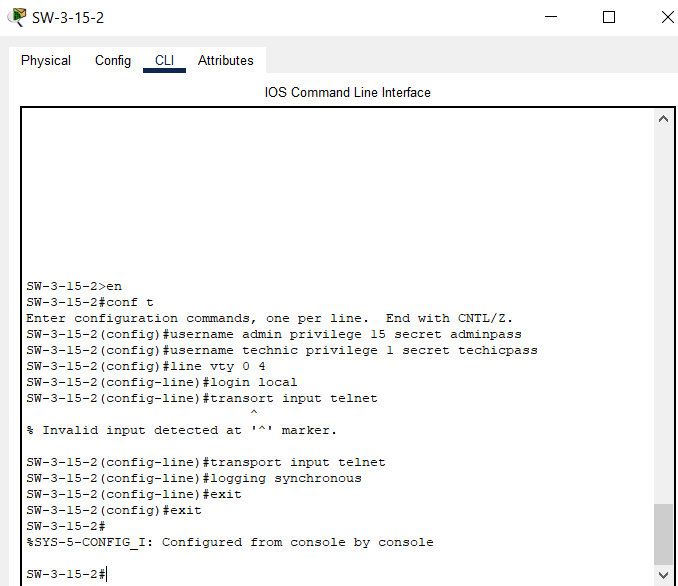 SW-3-15-2
Physical Config CLI Attributes
IOS Command Line Interface
SW-3-15-2>en
SW-3-15-2#conf t
Enter configuration commands, one per line.  End with CNTL/Z.
SW-3-15-2(config)#username admin privilege 15 secret adminpass
SW-3-15-2(config)#username technic privilege 1 secret techicpass
SW-3-15-2(config)#line vty 0 4
SW-3-15-2(config-line)#login local
SW-3-15-2(config-line)#transort input telnet
^
% Invalid input detected at '^' marker.
SW-3-15-2(config-line)#transport input telnet
SW-3-15-2(config-line)#logging synchronous
SW-3-15-2(config-line)#exit
SW-3-15-2(config)#exit
SW-3-15-2#
%SYS-5-CONFIG_I: Configured from console by console
SW-3-15-2#